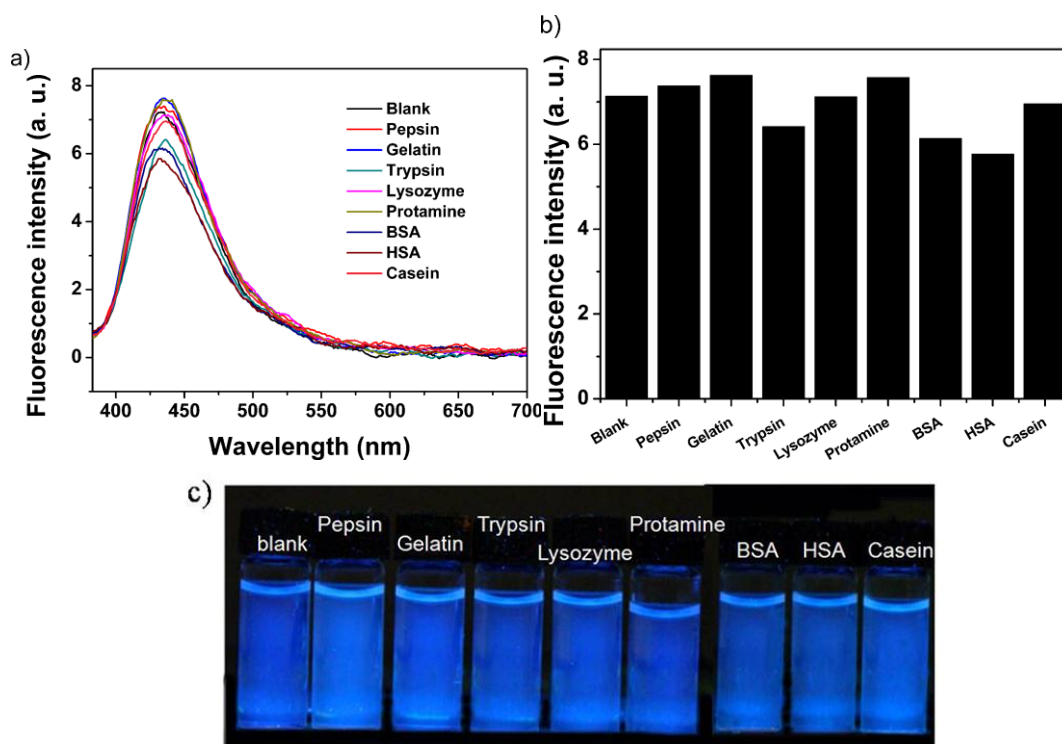 a)
Fluorescence intensity (a. u.)
8
6
4
2
0
400 450 500 550 600 650 700
Wavelength (nm)
Blank
Pepsin
Gelatin
Trypsin
Lysozyme
Protamine
BSA
HSA
Casein
b)
Fluorescence intensity (a. u.)
8
6
4
2
0
Blank Pepsin Gelatin Trypsin Lysozyme Protamine BSA HSA Casein
c)
blank Pepsin Gelatin Trypsin Lysozyme Protamine BSA HSA Casein